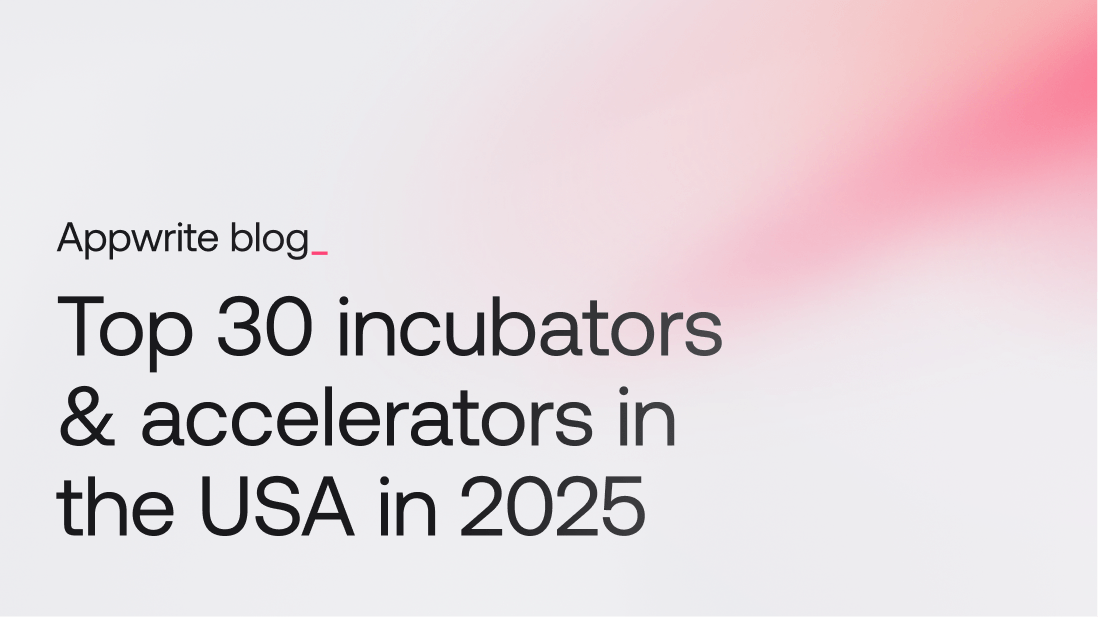 Appwrite blog_
Top 30 incubators
& accelerators in
the USA in 2025